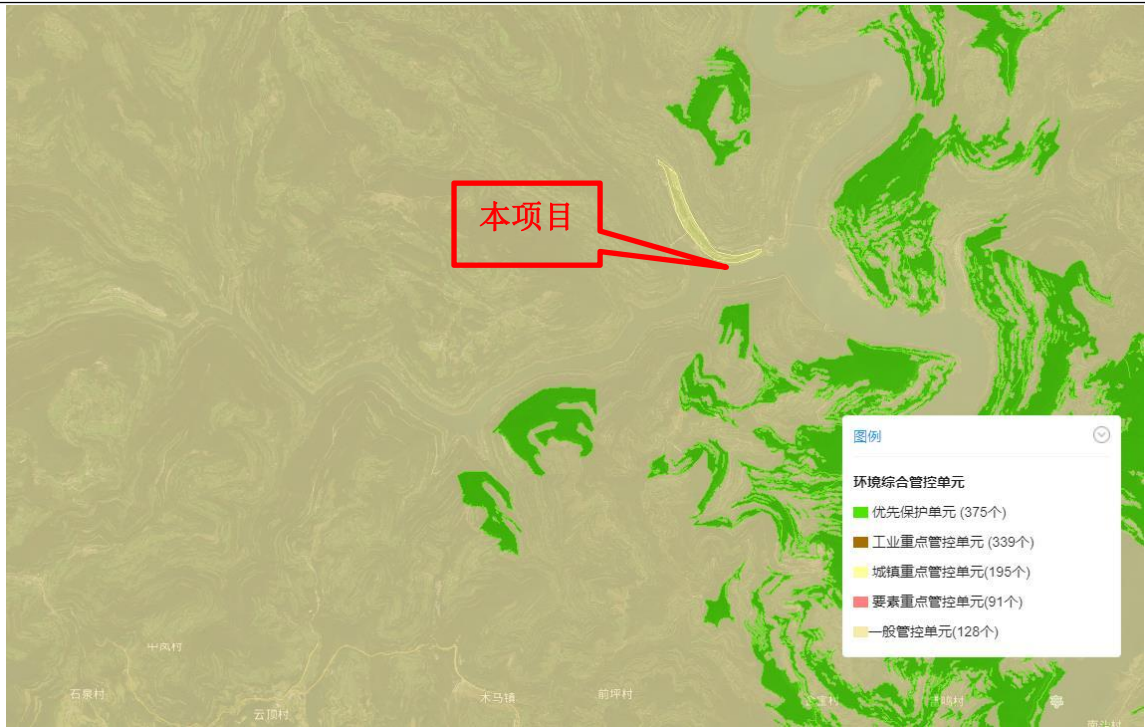 本项目
图例
环境综合管控单元
优先保护单元 (375个)
工业重点管控单元 (339个)
城镇重点管控单元(195个)
要素重点管控单元(91个)
一般管控单元(128个)
石泉村
云顶村
木马镇
前坪村